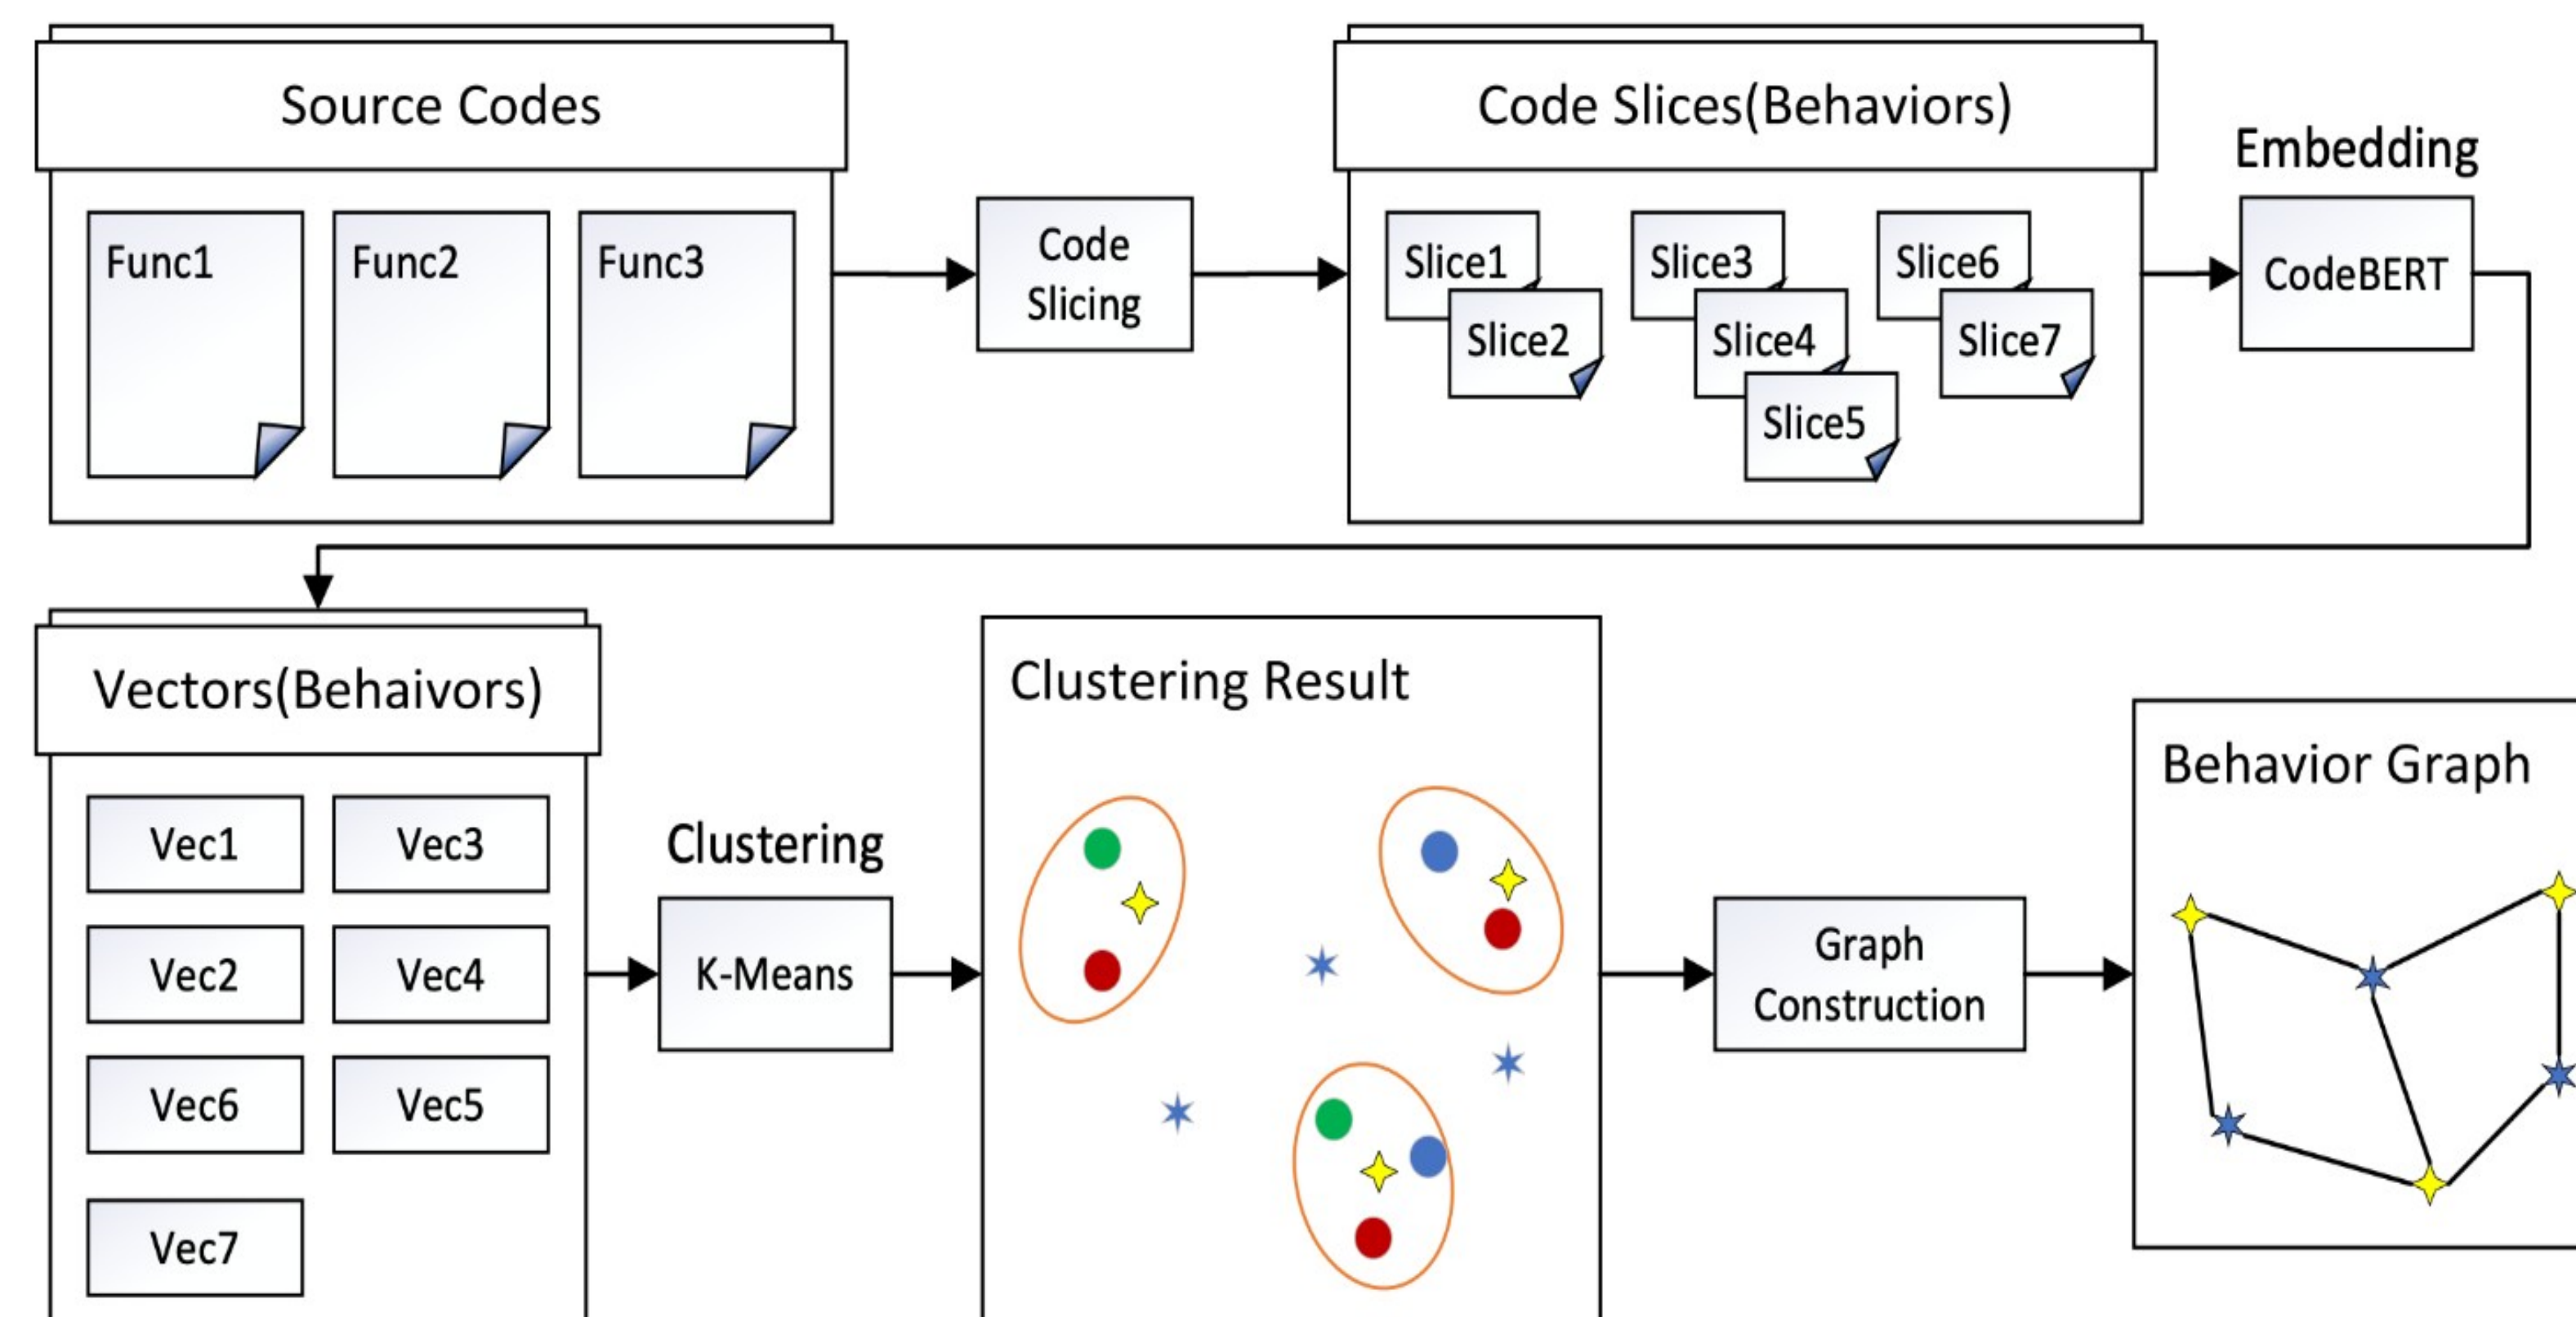 Source Codes
Func1
Func2
Func3
Code
Slicing
Code Slices(Behaviors)
Slice1
Slice2
Slice3
Slice4
Slice5
Slice6
Slice7
Embedding
CodeBERT
Vectors(Behaivors)
Vec1
Vec3
Vec2
Vec4
Vec6
Vec5
Vec7
Clustering
K-Means
Clustering Result
Graph
Construction
Behavior Graph